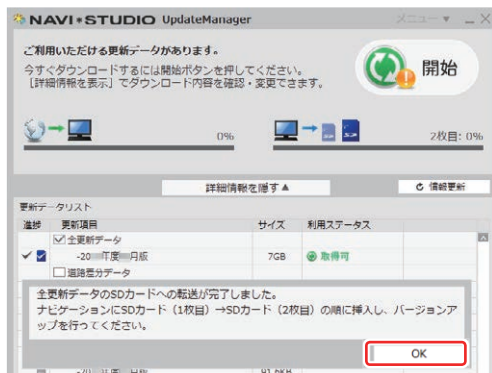 NAVI*STUDIO UpdateManager
メニュー ▼ _ X
ご利用いただける更新データがあります。
今すぐダウンロードするには開始ボタンを押してください。
[詳細情報を表示] でダウンロード内容を確認・変更できます。
開始
0%
2枚目: 0%
詳細情報を隠す▲
情報更新
更新データリスト
進捗 更新項目 サイズ 利用ステータス
全更新データ
-20 年度 月版 7GB 取得可
道路差分データ
全更新データのSDカードへの転送が完了しました。
ナビゲーションにSDカード（1枚目）→SDカード（2枚目）の順に挿入し、バージョンア
ップを行ってください。
OK